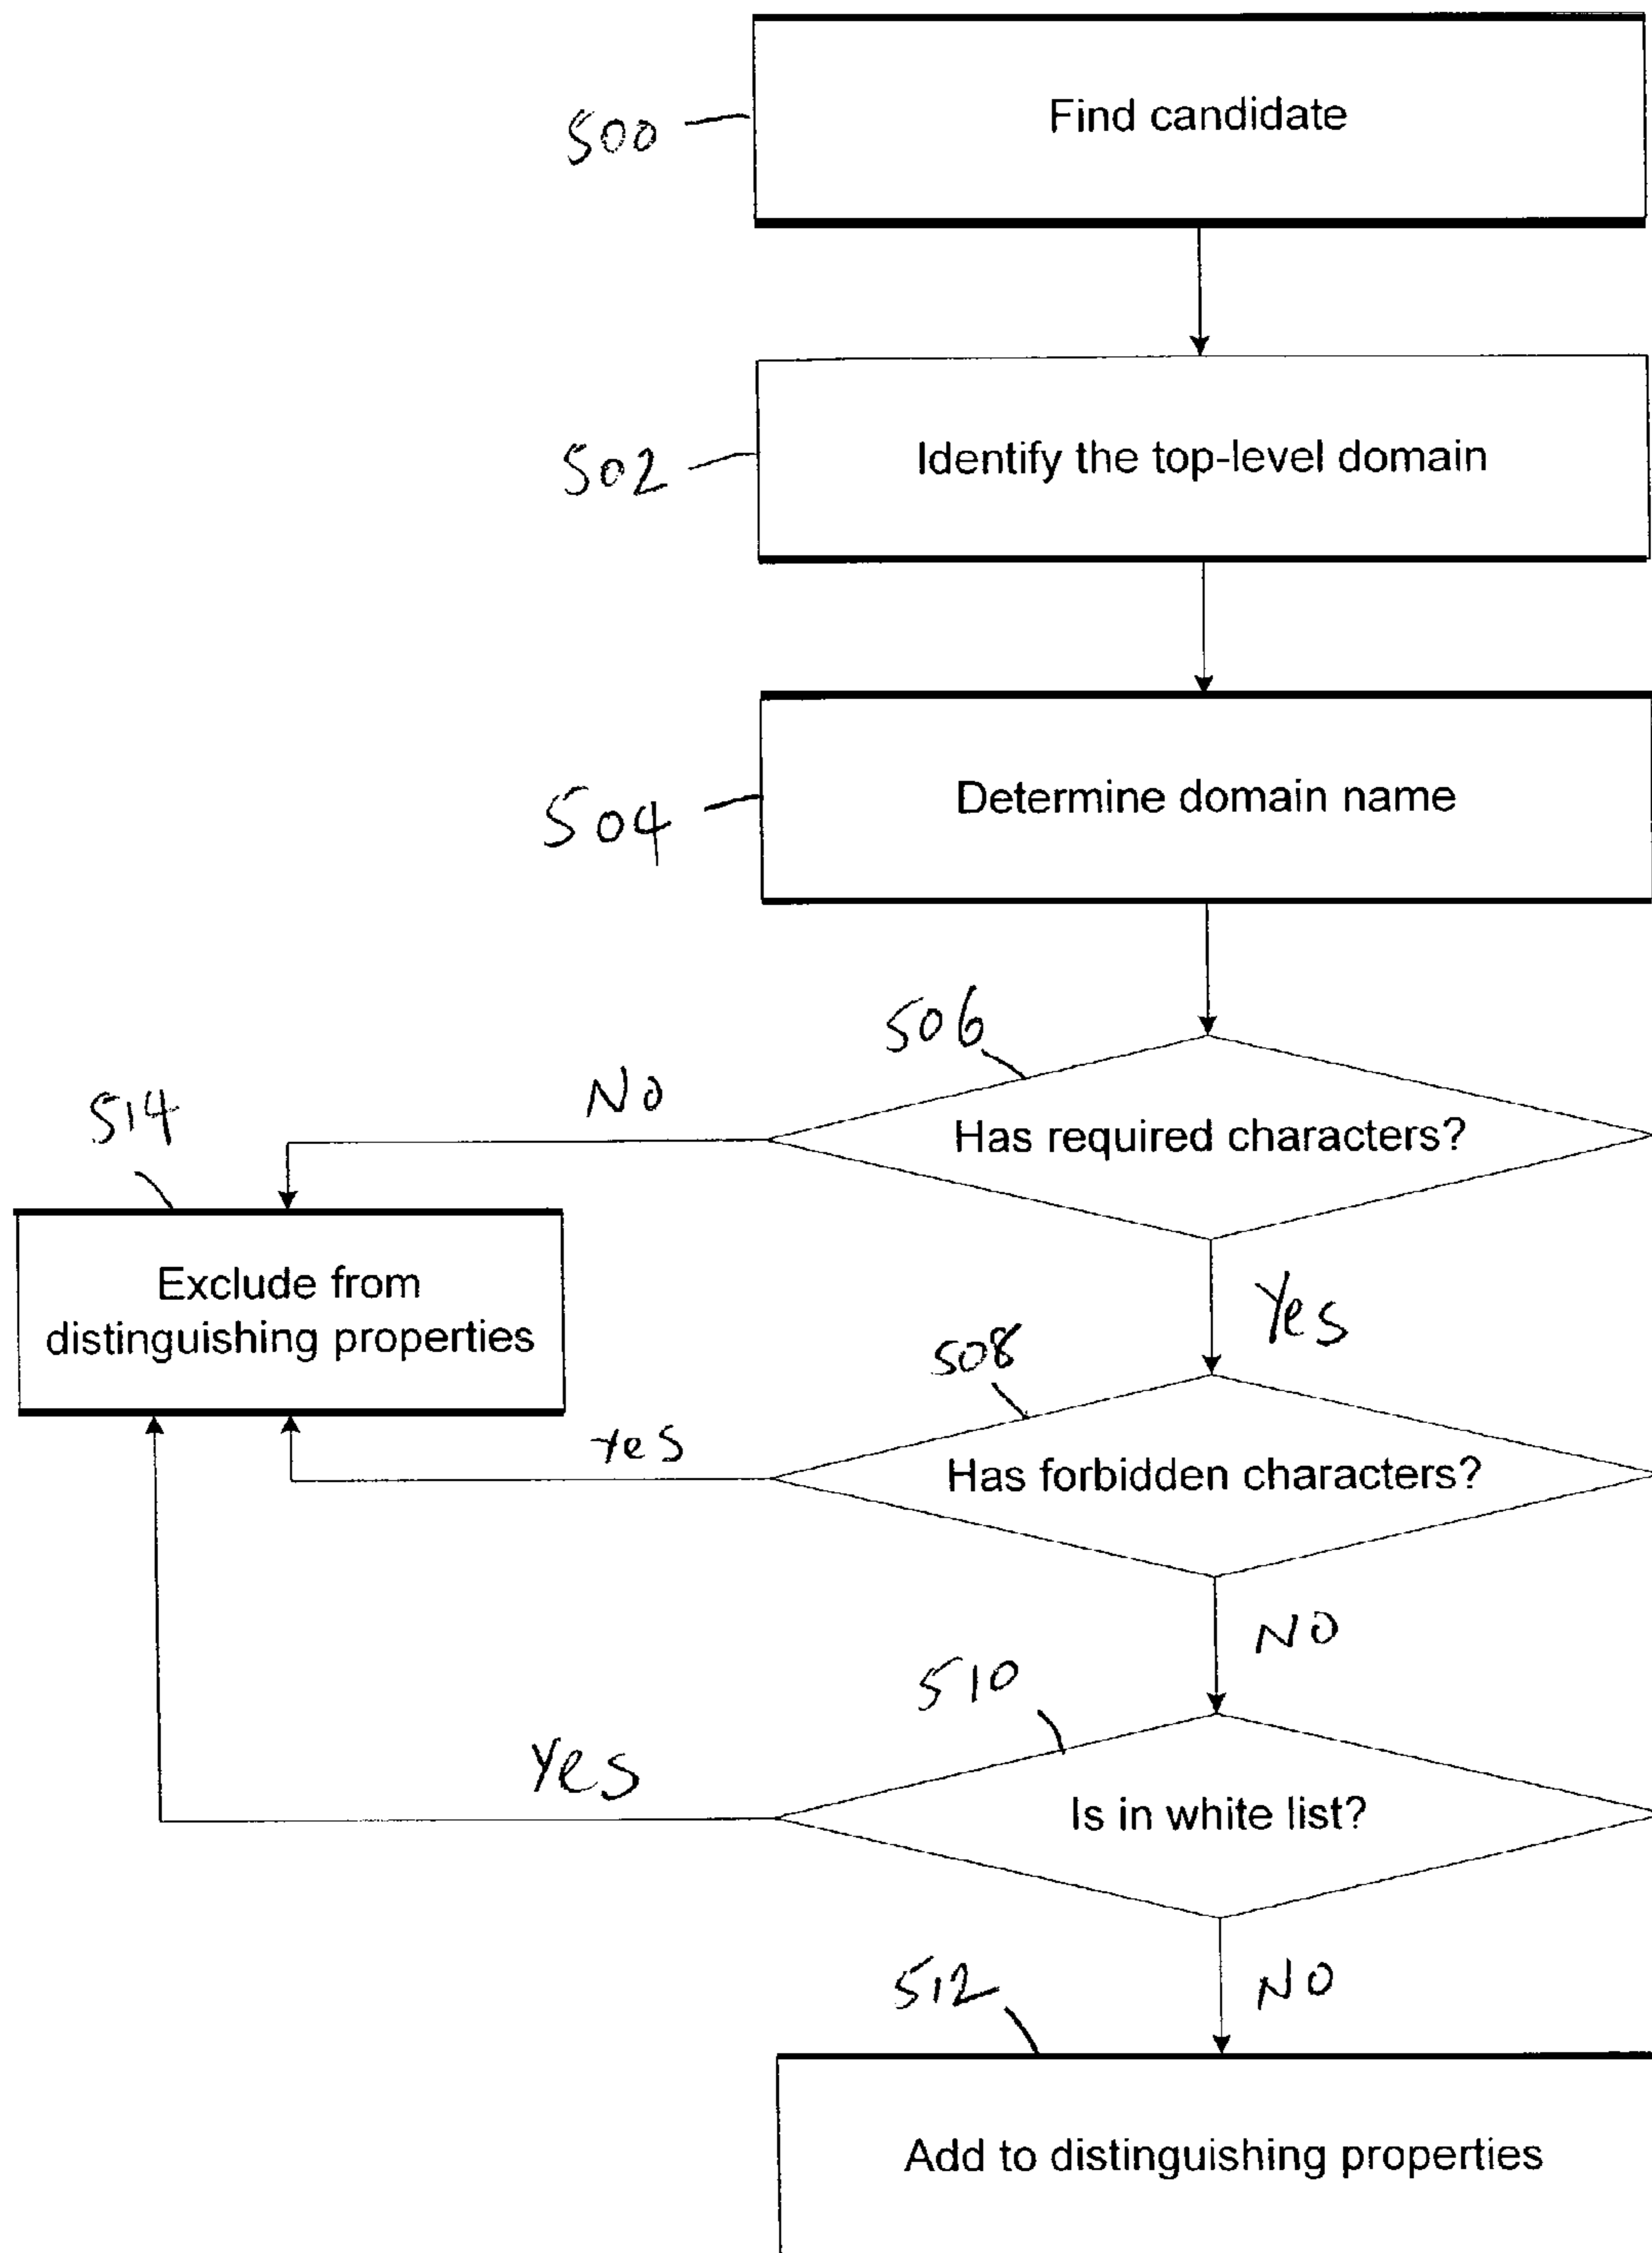 500
Find candidate
502
Identify the top-level domain
504
Determine domain name
506
No
514
Has required characters?
Exclude from
distinguishing properties
Yes
508
Yes
Has forbidden characters?
NO
510
Yes
Is in white list?
512
NO
Add to distinguishing properties